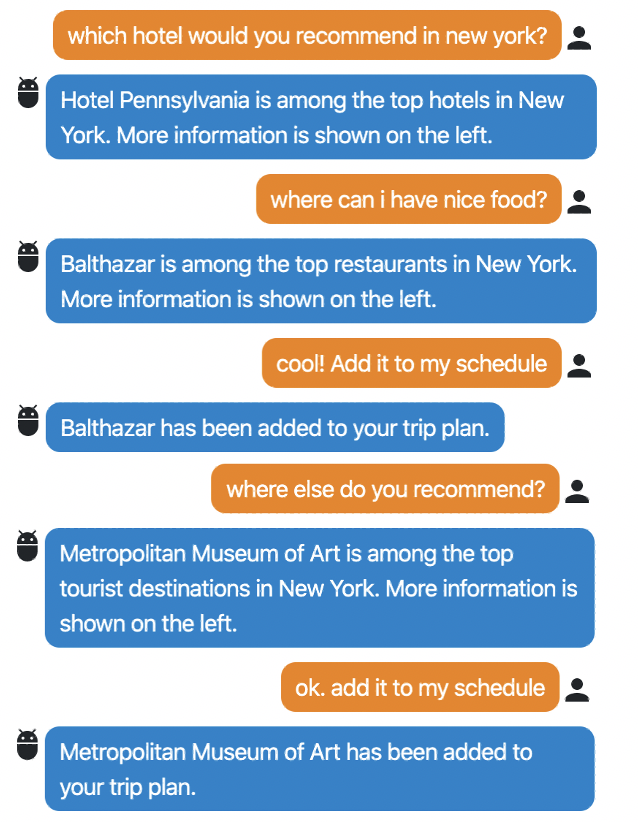 which hotel would you recommend in new york?
Hotel Pennsylvania is among the top hotels in New
York. More information is shown on the left.
where can i have nice food?
Balthazar is among the top restaurants in New York.
More information is shown on the left.
cool! Add it to my schedule
Balthazar has been added to your trip plan.
where else do you recommend?
Metropolitan Museum of Art is among the top
tourist destinations in New York. More information is
shown on the left.
ok. add it to my schedule
Metropolitan Museum of Art has been added to
your trip plan.